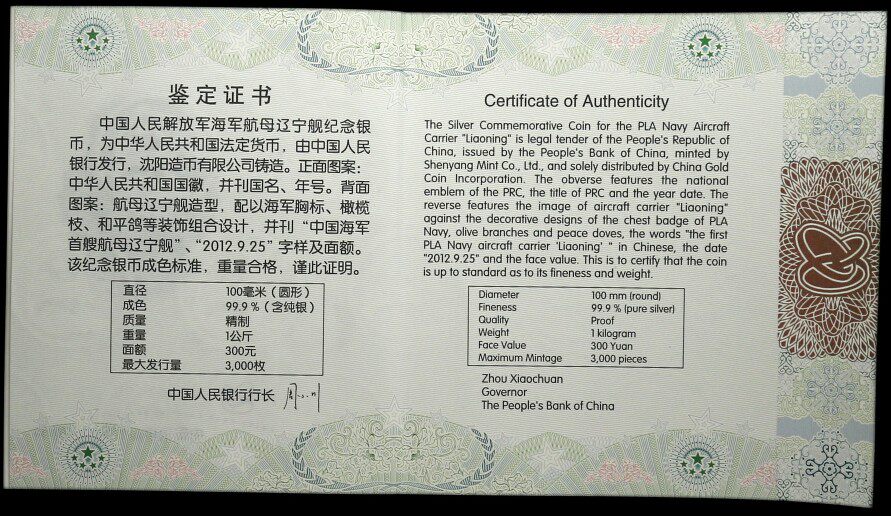 鉴定证书
中国人民解放军海军航母辽宁舰纪念银
币，为中华人民共和国法定货币，由中国人民
银行发行，沈阳造币有限公司铸造。正面图案：
中华人民共和国国徽，并刊国名、年号。背面
图案：航母辽宁舰造型，配以海军胸标、橄榄
枝、和平鸽等装饰组合设计，并刊“中国海军
首艘航母辽宁舰”、“2012.9.25”字样及面额。
该纪念银币成色标准，重量合格，谨此证明。
直径 100毫米（圆形）
成色 99.9％（含纯银）
质量 精制
重量 1公斤
面额 300元
最大发行量 3,000枚
中国人民银行行长
Certificate of Authenticity
The Silver Commemorative Coin for the PLA Navy Aircraft
Carrier "Liaoning" is legal tender of the People's Republic of
China, issued by the People's Bank of China, minted by
Shenyang Mint Co., Ltd., and solely distributed by China Gold
Coin Incorporation. The obverse features the national
emblem of the PRC, the title of PRC and the year date. The
reverse features the image of aircraft carrier "Liaoning"
against the decorative designs of the chest badge of PLA
Navy, olive branches and peace doves, the words "the first
PLA Navy aircraft carrier 'Liaoning' " in Chinese, the date
"2012.9.25" and the face value. This is to certify that the coin
is up to standard as to its fineness and weight.
Diameter 100 mm (round)
Fineness 99.9 % (pure silver)
Quality Proof
Weight 1 kilogram
Face Value 300 Yuan
Maximum Mintage 3,000 pieces
Zhou Xiaochuan
Governor
The People's Bank of China